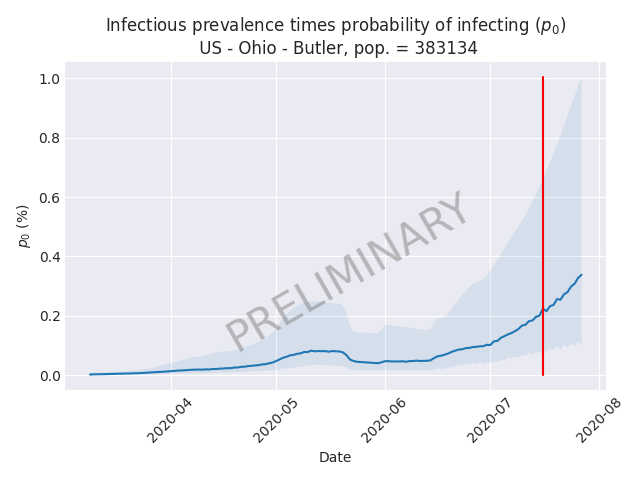 Infectious prevalence times probability of infecting (p₀)
US - Ohio - Butler, pop. = 383134
1.0
0.8
0.6
0.4
0.2
0.0
p₀ (%)
PRELIMINARY
2020-04
2020-05
2020-06
2020-07
2020-08
Date